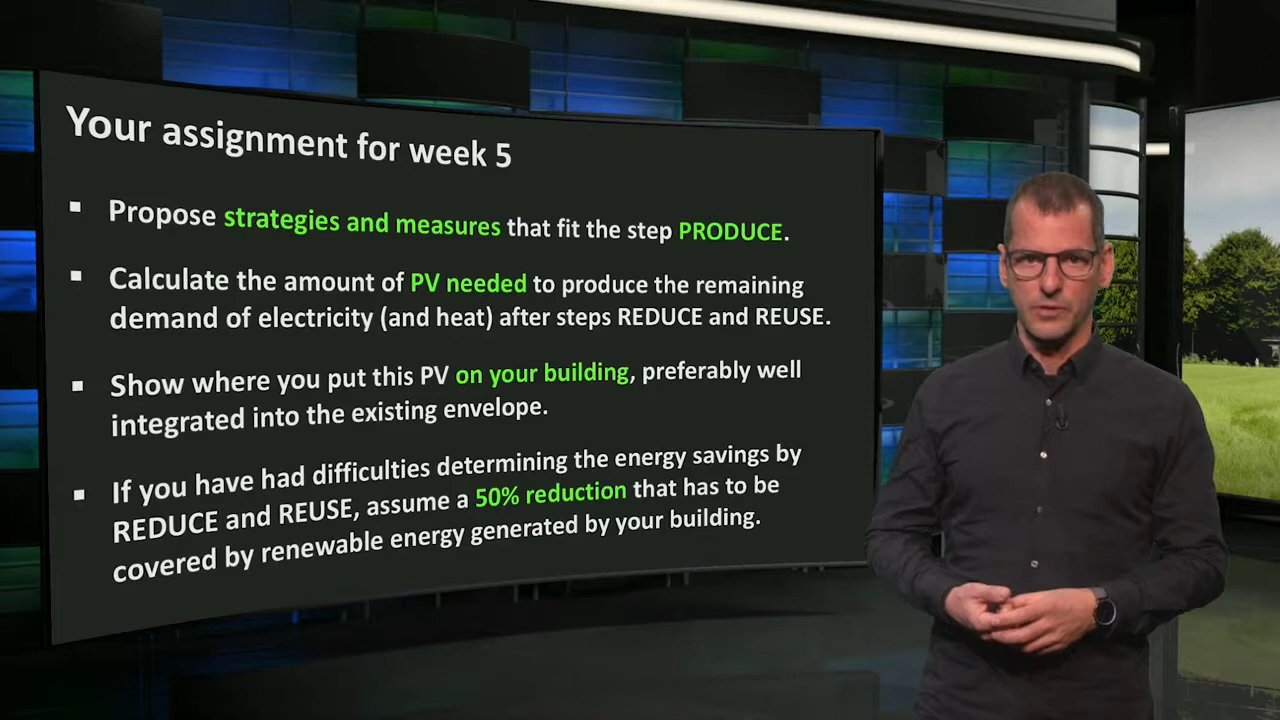 Your assignment for week 5
▪ Propose strategies and measures that fit the step PRODUCE.
▪ Calculate the amount of PV needed to produce the remaining
demand of electricity (and heat) after steps REDUCE and REUSE.
▪ Show where you put this PV on your building, preferably well
integrated into the existing envelope.
▪ If you have had difficulties determining the energy savings by
REDUCE and REUSE, assume a 50% reduction that has to be
covered by renewable energy generated by your building.